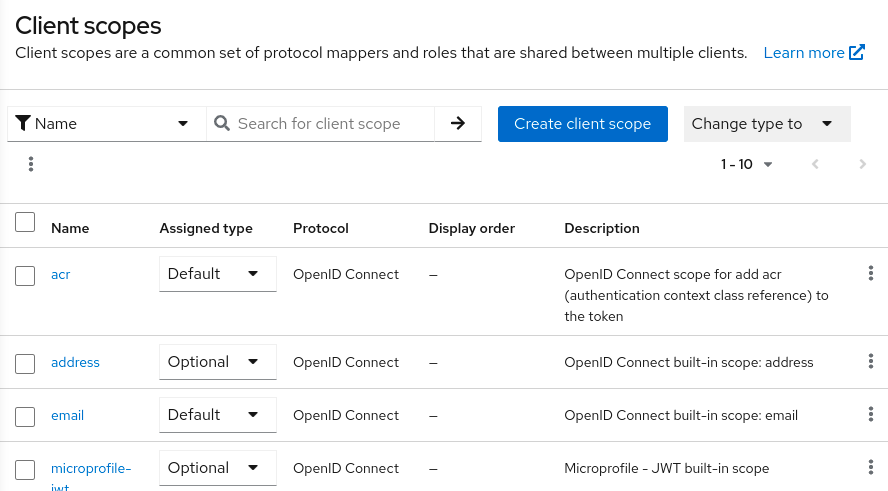 Client scopes
Client scopes are a common set of protocol mappers and roles that are shared between multiple clients. Learn more
Name Search for client scope Create client scope Change type to
1 - 10
Name Assigned type Protocol Display order Description
acr Default OpenID Connect – OpenID Connect scope for add acr
(authentication context class reference) to
the token
address Optional OpenID Connect – OpenID Connect built-in scope: address
email Default OpenID Connect – OpenID Connect built-in scope: email
microprofile- Optional OpenID Connect – Microprofile - JWT built-in scope
jwt